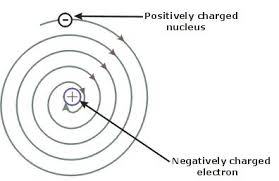 Positively charged
nucleus
−
+
Negatively charged
electron